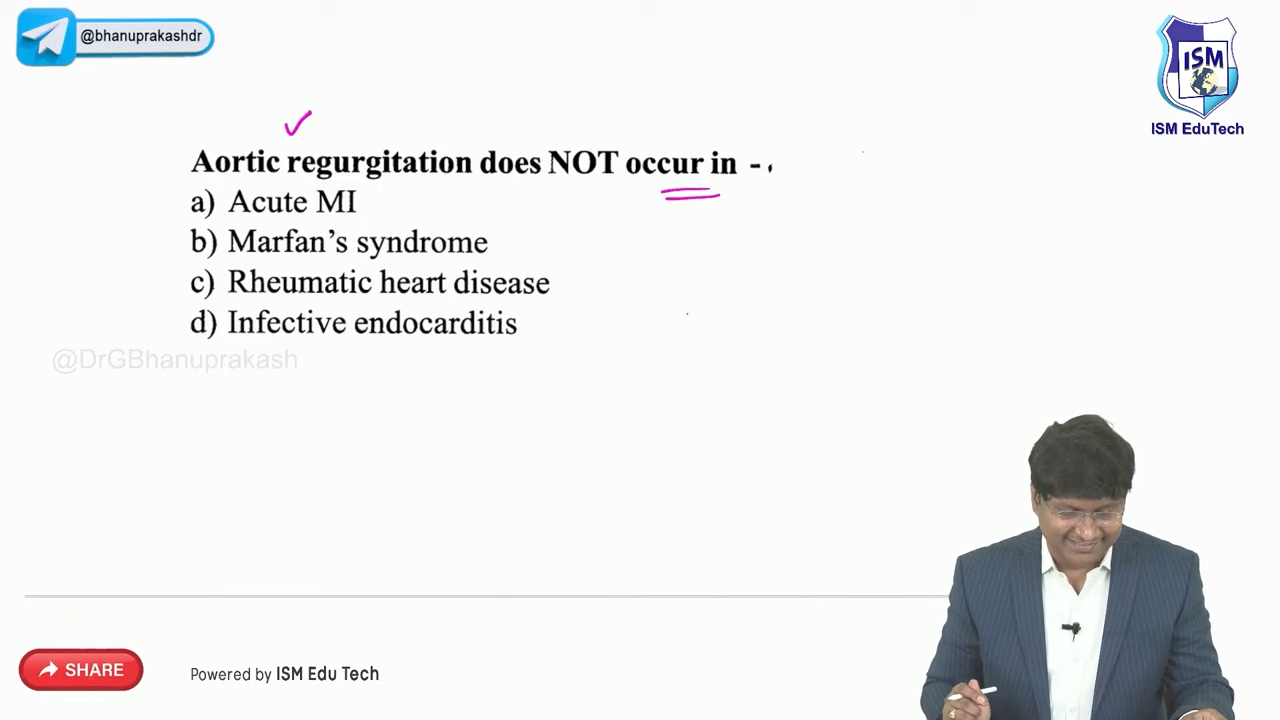 @bhanuprakashdr
ISM
ISM EduTech
Aortic regurgitation does NOT occur in -
a) Acute MI
b) Marfan’s syndrome
c) Rheumatic heart disease
d) Infective endocarditis
@DrGBhanuprakash
SHARE
Powered by ISM Edu Tech